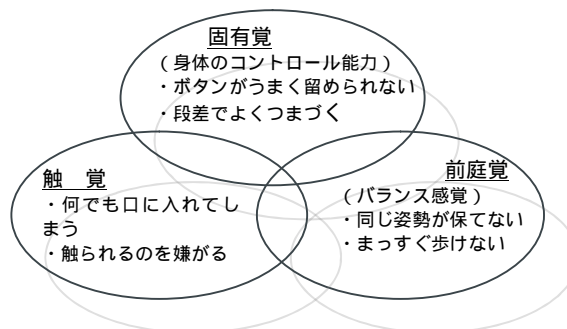 固有覚
(身体のコントロール能力)
・ボタンがうまく留められない
・段差でよくつまづく
触　覚
・何でも口に入れてし
まう
・触られるのを嫌がる
前庭覚
(バランス感覚)
・同じ姿勢が保てない
・まっすぐ歩けない